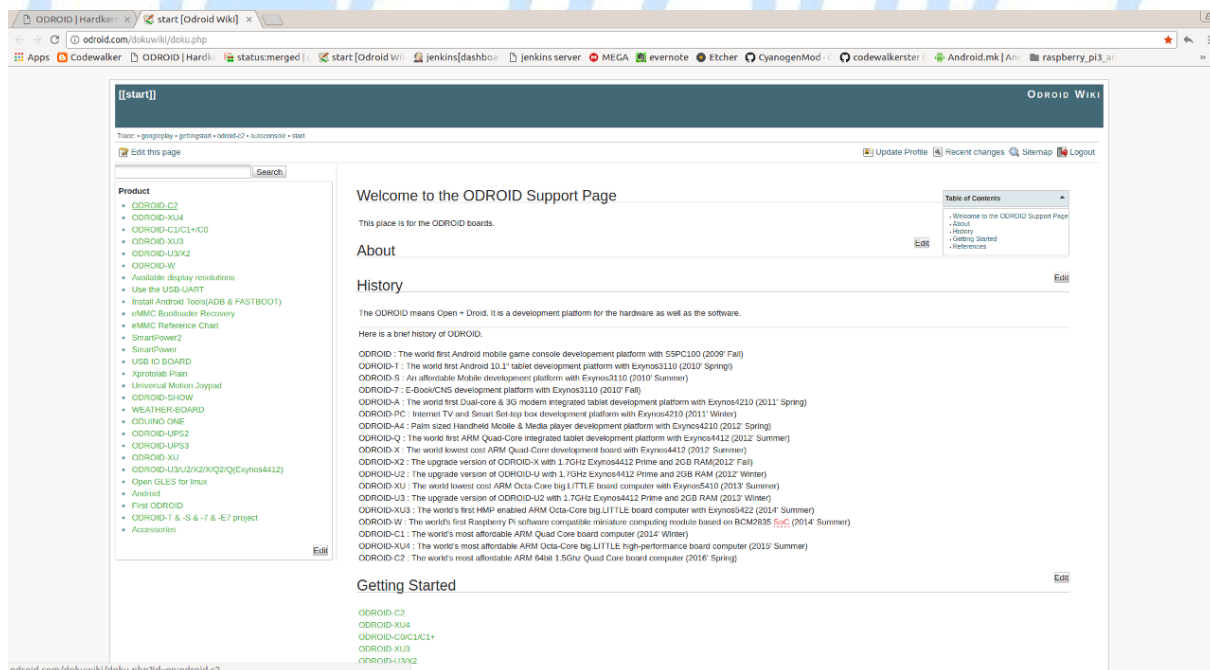 ODROID | Hardkern
start [Odroid Wiki]
odroid.com/dokuwiki/doku.php
Apps Codewalker ODROID | Hardk status:merged | start [Odroid Wi jenkins[dashboa jenkins server MEGA evernote Etcher CyanogenMod - codewalkerster Android.mk | An raspberry_pi3_a »
[[start]] ODROID WIKI
Trace: • googleplay • gettingstart • odroid-c2 • autoconsole • start
Edit this page Update Profile Recent changes Sitemap Logout
Search
Product
ODROID-C2
ODROID-XU4
ODROID-C1/C1+/C0
ODROID-XU3
ODROID-U3/X2
ODROID-W
Available display resolutions
Use the USB-UART
Install Android Tools(ADB & FASTBOOT)
eMMC Bootloader Recovery
eMMC Reference Chart
SmartPower2
SmartPower
USB IO BOARD
Xprotolab Plain
Universal Motion Joypad
ODROID-SHOW
WEATHER-BOARD
ODUINO ONE
ODROID-UPS2
ODROID-UPS3
ODROID-XU
ODROID-U3/U2/X2/X/Q2/Q(Exynos4412)
Open GLES for linux
Android
First ODROID
ODROID-T & -S & -7 & -E7 project
Accessories
Edit
Welcome to the ODROID Support Page
This place is for the ODROID boards.
Edit
About
Edit
History
The ODROID means Open + Droid. It is a development platform for the hardware as well as the software.
Here is a brief history of ODROID.
ODROID : The world first Android mobile game console developement platform with S5PC100 (2009' Fall)
ODROID-T : The world first Android 10.1" tablet development platform with Exynos3110 (2010' Springl)
ODROID-S : An affordable Mobile development platform with Exynos3110 (2010' Summer)
ODROID-7 : E-Book/CNS development platform with Exynos3110 (2010' Fall)
ODROID-A : The world first Dual-core & 3G modem integrated tablet development platform with Exynos4210 (2011' Spring)
ODROID-PC : Internet TV and Smart Set-top box development platform with Exynos4210 (2011' Winter)
ODROID-A4 : Palm sized Handheld Mobile & Media player development platform with Exynos4210 (2012' Spring)
ODROID-Q : The world first ARM Quad-Core integrated tablet development platform with Exynos4412 (2012' Summer)
ODROID-X : The world lowest cost ARM Quad-Core development board with Exynos4412 (2012' Summer)
ODROID-X2 : The upgrade version of ODROID-X with 1.7GHz Exynos4412 Prime and 2GB RAM(2012' Fall)
ODROID-U2 : The upgrade version of ODROID-U with 1.7GHz Exynos4412 Prime and 2GB RAM (2012' Winter)
ODROID-XU : The world lowest cost ARM Octa-Core big.LITTLE board computer with Exynos5410 (2013' Summer)
ODROID-U3 : The upgrade version of ODROID-U2 with 1.7GHz Exynos4412 Prime and 2GB RAM (2013' Winter)
ODROID-XU3 : The world's first HMP enabled ARM Octa-Core big.LITTLE board computer with Exynos5422 (2014' Summer)
ODROID-W : The world's first Raspberry Pi software compatible miniature computing module based on BCM2835 SoC (2014' Summer)
ODROID-C1 : The world's most affordable ARM Quad Core board computer (2014' Winter)
ODROID-XU4 : The world's most affordable ARM Octa-Core big.LITTLE high-performance board computer (2015' Summer)
ODROID-C2 : The world's most affordable ARM 64bit 1.5Ghz Quad Core board computer (2016' Spring)
Edit
Getting Started
ODROID-C2
ODROID-XU4
ODROID-C0/C1/C1+
ODROID-XU3
ODROID-U3/X2
Table of Contents
Welcome to the ODROID Support Page
About
History
Getting Started
References